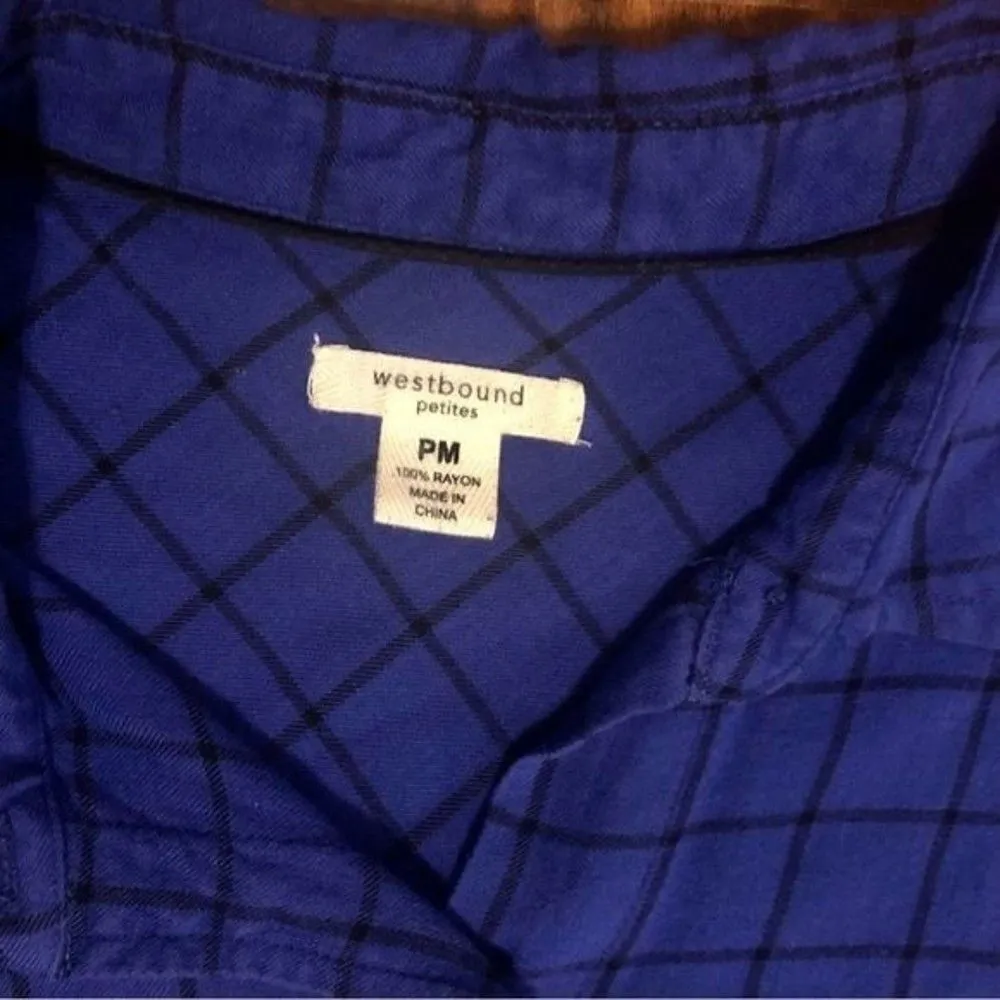 westbound
petites
PM
100% RAYON
MADE IN
CHINA